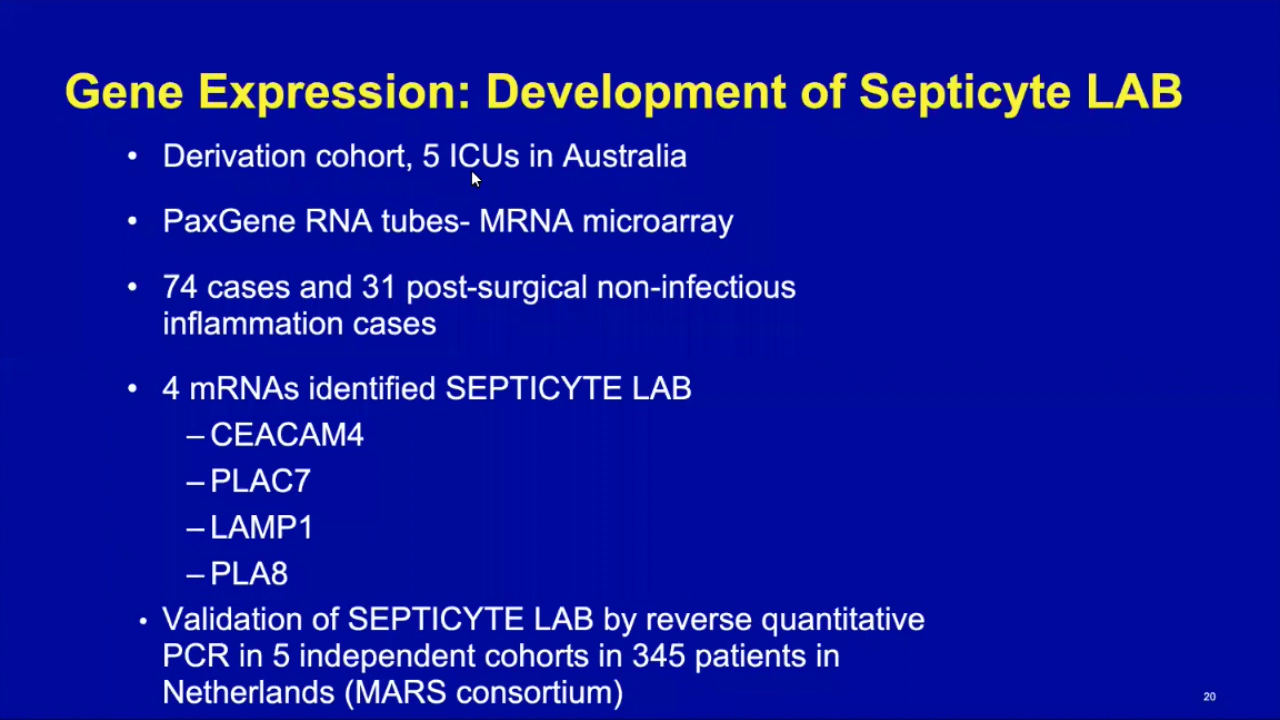 Gene Expression: Development of Septicyte LAB
• Derivation cohort, 5 ICUs in Australia
• PaxGene RNA tubes- MRNA microarray
• 74 cases and 31 post-surgical non-infectious
inflammation cases
• 4 mRNAs identified SEPTICYTE LAB
– CEACAM4
– PLAC7
– LAMP1
– PLA8
• Validation of SEPTICYTE LAB by reverse quantitative
PCR in 5 independent cohorts in 345 patients in
Netherlands (MARS consortium)
20